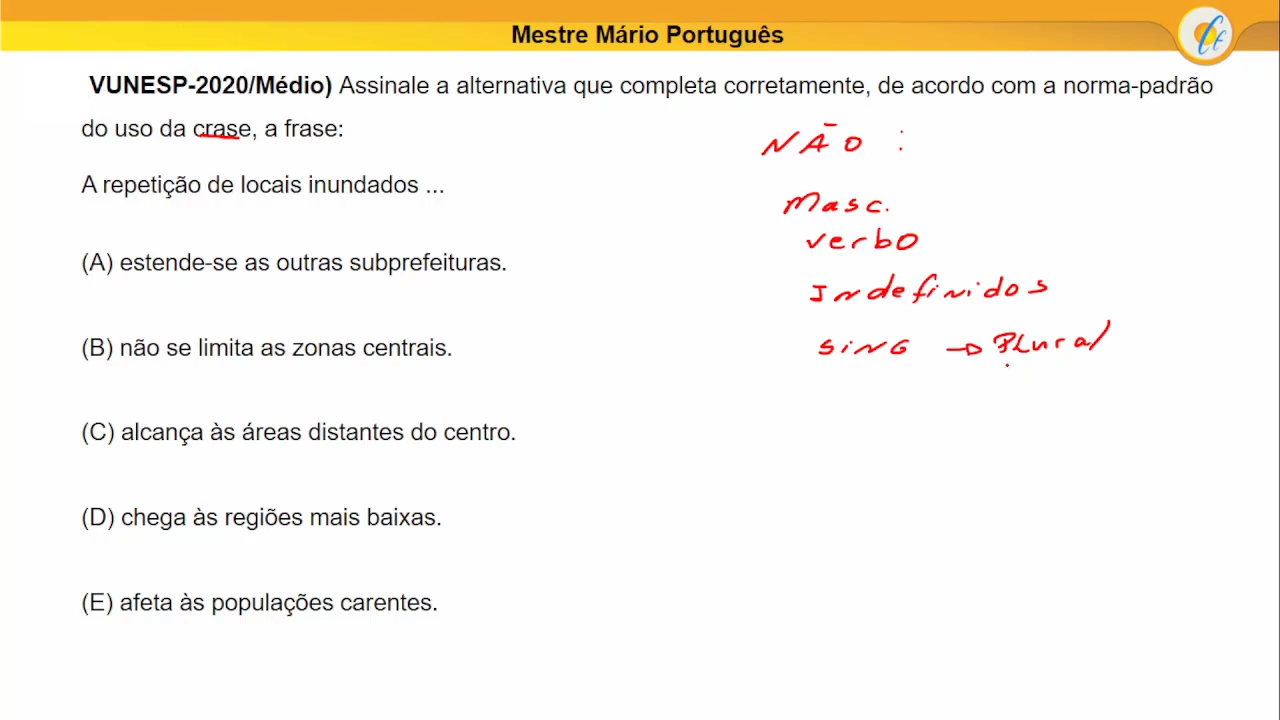 Mestre Mário Português
VUNESP-2020/Médio) Assinale a alternativa que completa corretamente, de acordo com a norma-padrão
do uso da crase, a frase:
NÃO :
A repetição de locais inundados ...
Masc.
verbo
(A) estende-se as outras subprefeituras.
Indefinidos
(B) não se limita as zonas centrais.
sing → Plural
(C) alcança às áreas distantes do centro.
(D) chega às regiões mais baixas.
(E) afeta às populações carentes.